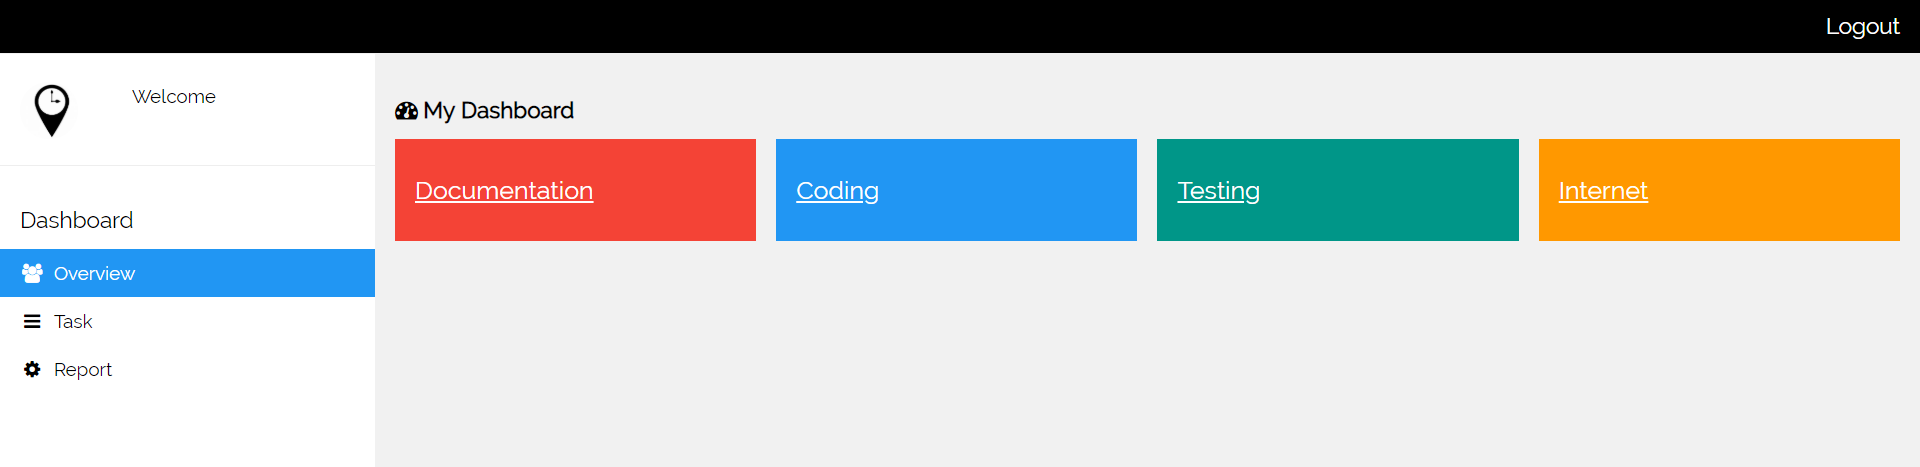 Logout
Welcome
Dashboard
Overview
Task
Report
My Dashboard
Documentation
Coding
Testing
Internet